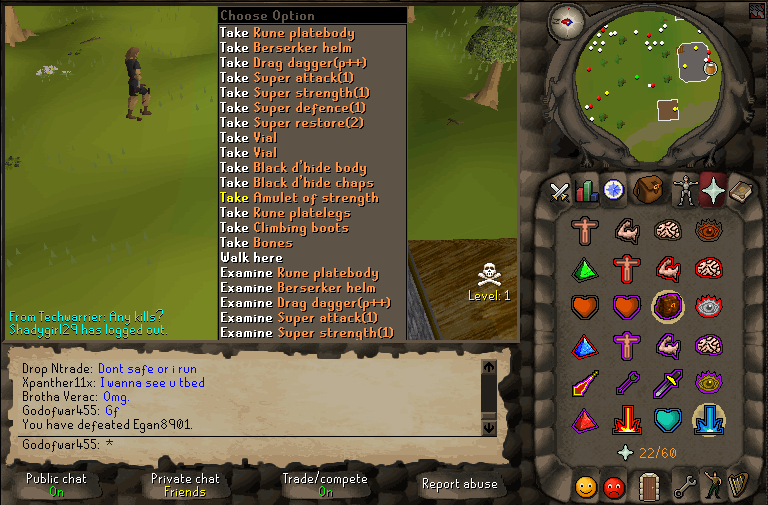 Choose Option
Take Rune platebody
Take Berserker helm
Take Drag dagger(p++)
Take Super attack(1)
Take Super strength(1)
Take Super defence(1)
Take Super restore(2)
Take Vial
Take Vial
Take Black d'hide body
Take Black d'hide chaps
Take Amulet of strength
Take Rune platelegs
Take Climbing boots
Take Bones
Walk here
Examine Rune platebody
Examine Berserker helm
Examine Drag dagger(p++)
Examine Super attack(1)
Examine Super strength(1)
Level: 1
From Techwarrier: Any kills?
Shadygirl29 has logged out.
Drop Ntrade: Dont safe or i run
Xpanther11x: I wanna see u tbed
Brotha Verac: Omg.
Godofwar455: Gf
You have defeated Egan8901.
Godofwar455: *
22/60
Public chat
On
Private chat
Friends
Trade/compete
On
Report abuse